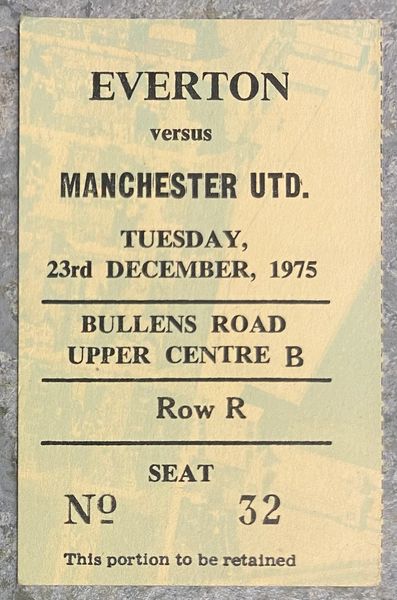 EVERTON
versus
MANCHESTER UTD.
TUESDAY,
23rd DECEMBER, 1975
BULLENS ROAD
UPPER CENTRE B
Row R
SEAT
Nº 32
This portion to be retained